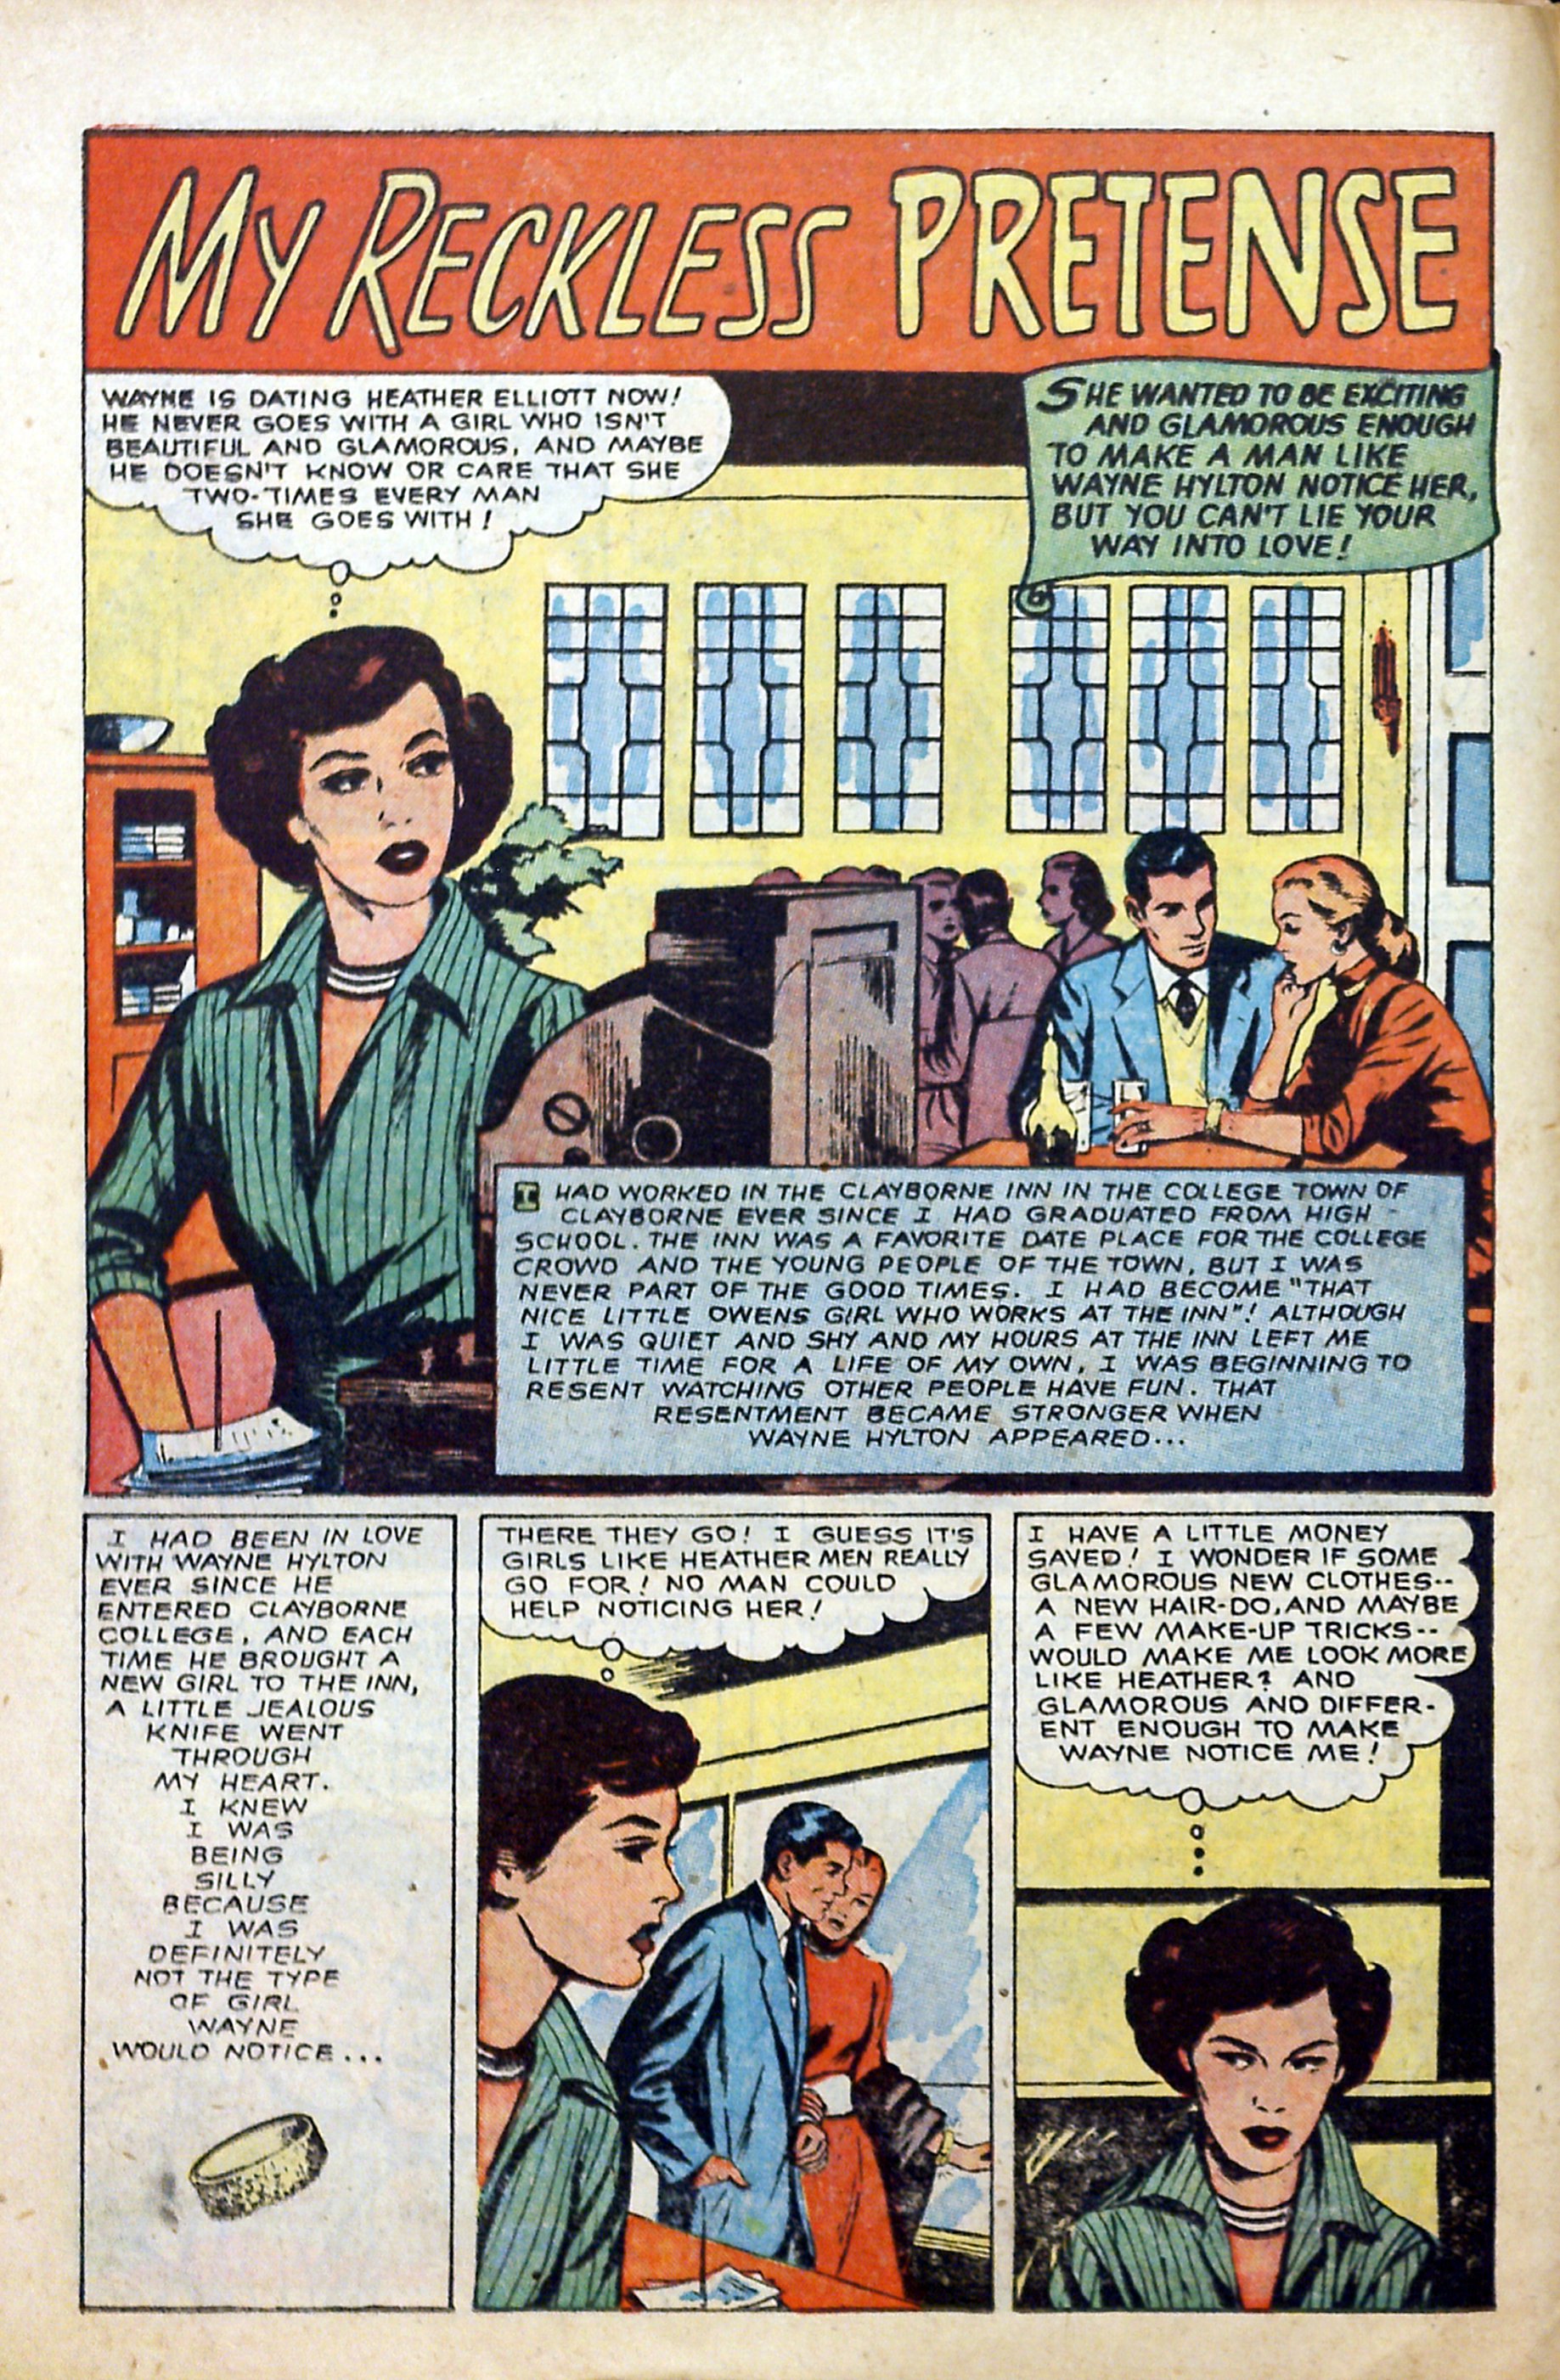 MY RECKLESS PRETENSE
WAYNE IS DATING HEATHER ELLIOTT NOW!
HE NEVER GOES WITH A GIRL WHO ISN'T
BEAUTIFUL AND GLAMOROUS, AND MAYBE
HE DOESN'T KNOW OR CARE THAT SHE
TWO-TIMES EVERY MAN
SHE GOES WITH!
SHE WANTED TO BE EXCITING
AND GLAMOROUS ENOUGH
TO MAKE A MAN LIKE
WAYNE HYLTON NOTICE HER,
BUT YOU CAN'T LIE YOUR
WAY INTO LOVE!
I HAD WORKED IN THE CLAYBORNE INN IN THE COLLEGE TOWN OF
CLAYBORNE EVER SINCE I HAD GRADUATED FROM HIGH
SCHOOL. THE INN WAS A FAVORITE DATE PLACE FOR THE COLLEGE
CROWD AND THE YOUNG PEOPLE OF THE TOWN, BUT I WAS
NEVER PART OF THE GOOD TIMES. I HAD BECOME "THAT
NICE LITTLE OWENS GIRL WHO WORKS AT THE INN"! ALTHOUGH
I WAS QUIET AND SHY AND MY HOURS AT THE INN LEFT ME
LITTLE TIME FOR A LIFE OF MY OWN, I WAS BEGINNING TO
RESENT WATCHING OTHER PEOPLE HAVE FUN. THAT
RESENTMENT BECAME STRONGER WHEN
WAYNE HYLTON APPEARED...
I HAD BEEN IN LOVE
WITH WAYNE HYLTON
EVER SINCE HE
ENTERED CLAYBORNE
COLLEGE, AND EACH
TIME HE BROUGHT A
NEW GIRL TO THE INN,
A LITTLE JEALOUS
KNIFE WENT
THROUGH
MY HEART.
I KNEW
I WAS
BEING
SILLY
BECAUSE
I WAS
DEFINITELY
NOT THE TYPE
OF GIRL
WAYNE
WOULD NOTICE...
THERE THEY GO! I GUESS IT'S
GIRLS LIKE HEATHER MEN REALLY
GO FOR! NO MAN COULD
HELP NOTICING HER!
I HAVE A LITTLE MONEY
SAVED! I WONDER IF SOME
GLAMOROUS NEW CLOTHES--
A NEW HAIR-DO, AND MAYBE
A FEW MAKE-UP TRICKS--
WOULD MAKE ME LOOK MORE
LIKE HEATHER? AND
GLAMOROUS AND DIFFER-
ENT ENOUGH TO MAKE
WAYNE NOTICE ME!